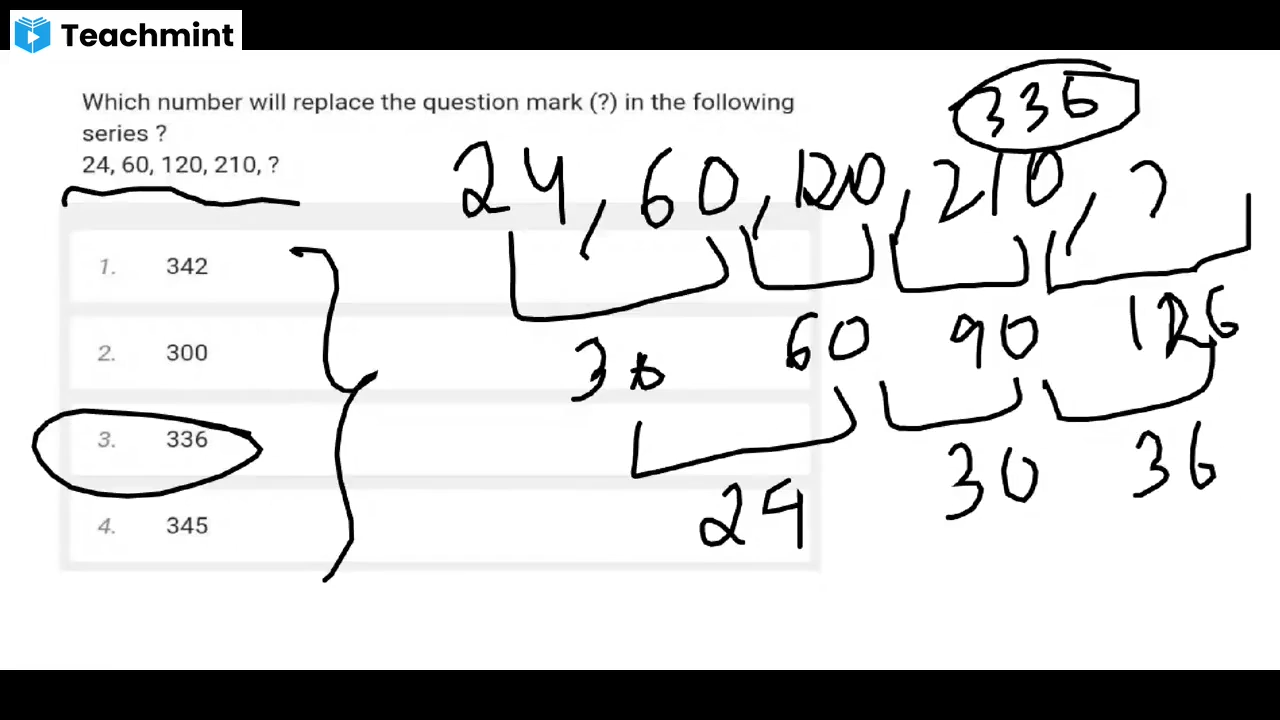 Teachmint
Which number will replace the question mark (?) in the following
series ?
24, 60, 120, 210, ?
1. 342
2. 300
3. 336
4. 345
336
24, 60, 120, 210, ?
36 60 90 126
24 30 36